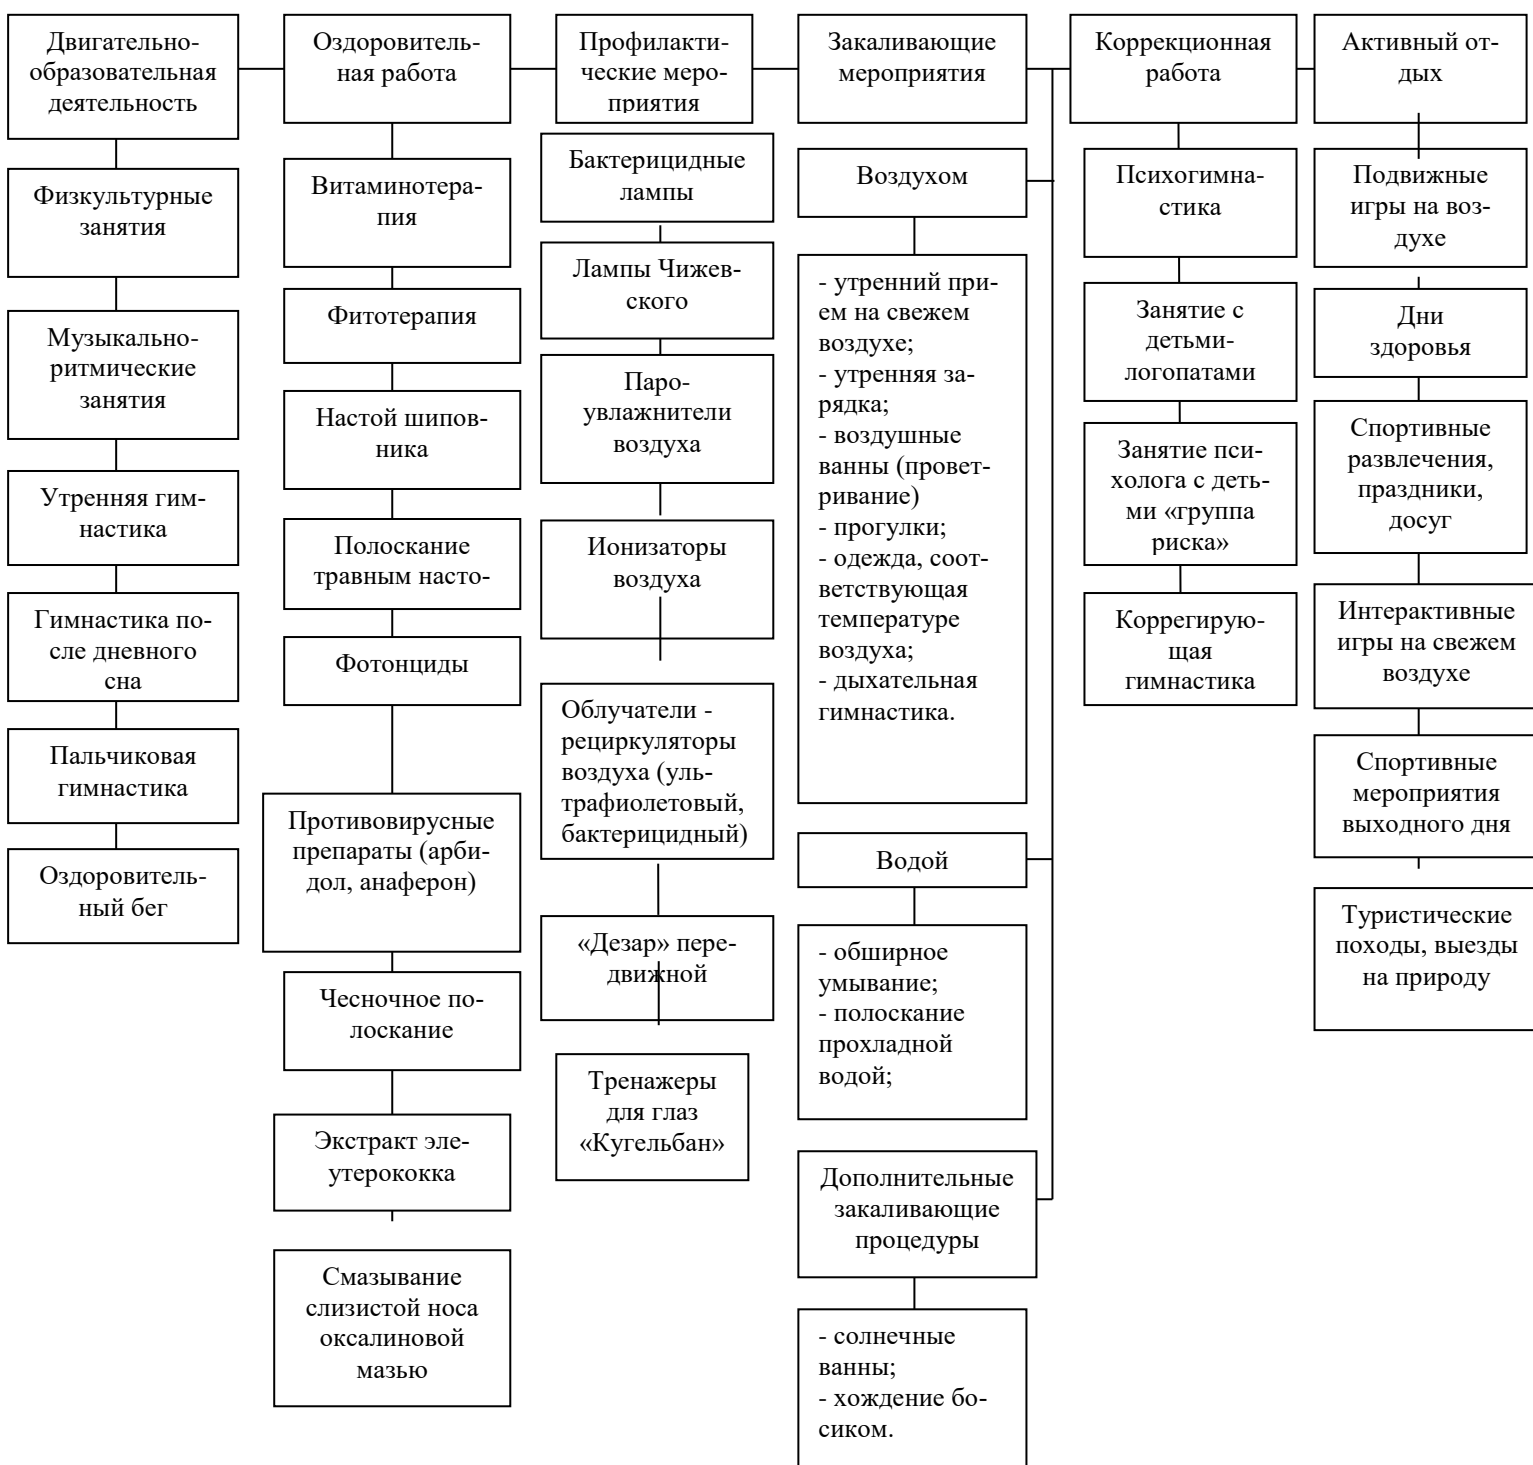 Двигательно-
образовательная
деятельность
Физкультурные
занятия
Музыкально-
ритмические
занятия
Утренняя гим-
настика
Гимнастика по-
сле дневного
сна
Пальчиковая
гимнастика
Оздоровитель-
ный бег
Оздоровитель-
ная работа
Витаминотера-
пия
Фитотерапия
Настой шипов-
ника
Полоскание
травным насто-
Фотонциды
Противовирусные
препараты (арби-
дол, анаферон)
Чесночное по-
лоскание
Экстракт эле-
утерококка
Смазывание
слизистой носа
оксалиновой
мазью
Профилакти-
ческие меро-
приятия
Бактерицидные
лампы
Лампы Чижев-
ского
Паро-
увлажнители
воздуха
Ионизаторы
воздуха
Облучатели -
рециркуляторы
воздуха (уль-
трафиолетовый,
бактерицидный)
«Дезар» пере-
движной
Тренажеры
для глаз
«Кугельбан»
Закаливающие
мероприятия
Воздухом
- утренний при-
ем на свежем
воздухе;
- утренняя за-
рядка;
- воздушные
ванны (провет-
ривание)
- прогулки;
- одежда, соот-
ветствующая
температуре
воздуха;
- дыхательная
гимнастика.
Водой
- обширное
умывание;
- полоскание
прохладной
водой;
Дополнительные
закаливающие
процедуры
- солнечные
ванны;
- хождение бо-
сиком.
Коррекционная
работа
Психогимна-
стика
Занятие с
детьми-
логопатами
Занятие пси-
холога с деть-
ми «группа
риска»
Коррегирую-
щая
гимнастика
Активный от-
дых
Подвижные
игры на воз-
духе
Дни
здоровья
Спортивные
развлечения,
праздники,
досуг
Интерактивные
игры на свежем
воздухе
Спортивные
мероприятия
выходного дня
Туристические
походы, выезды
на природу